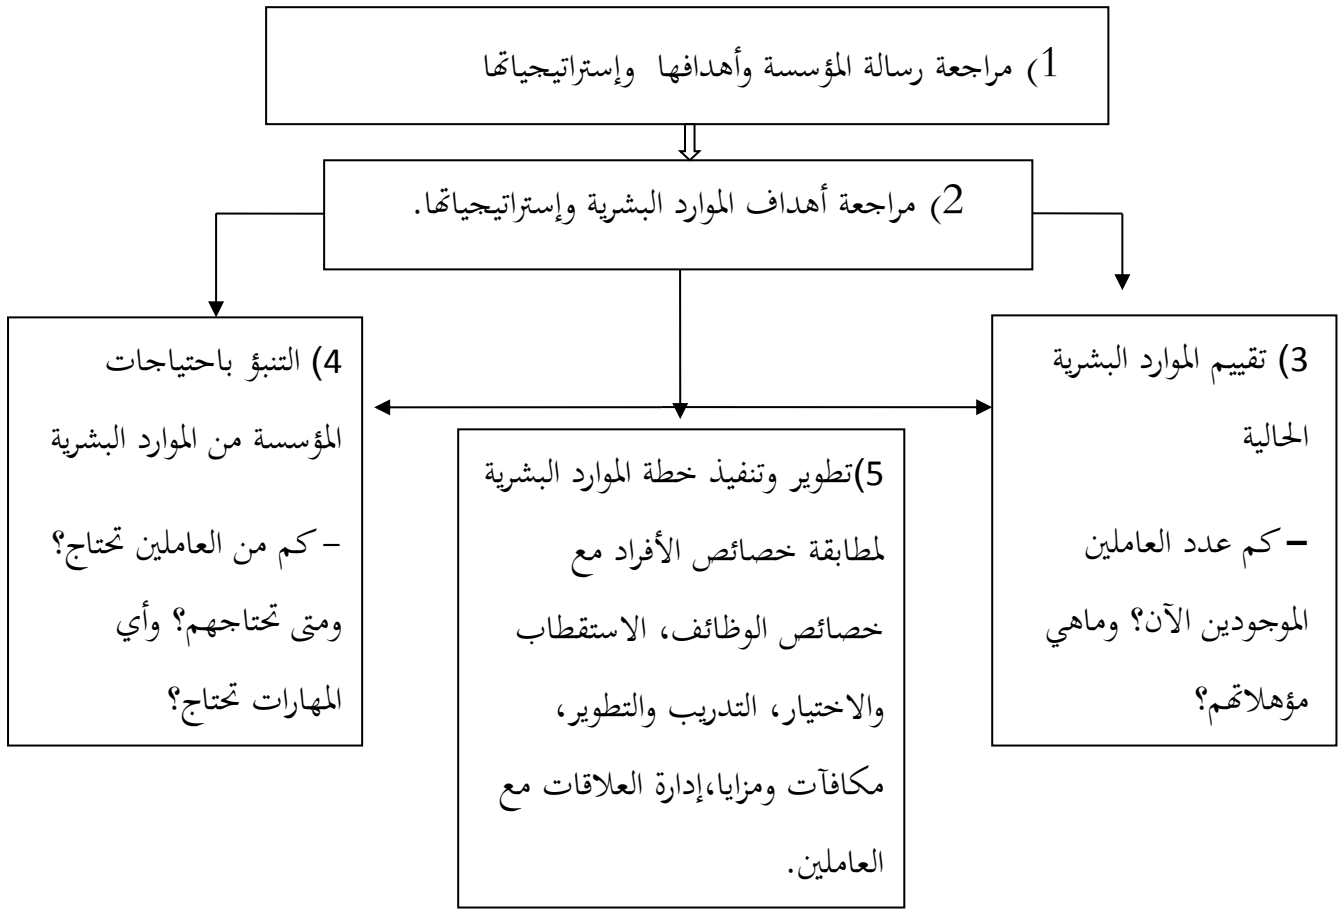 1) مراجعة رسالة المؤسسة وأهدافها وإستراتيجياتها
2) مراجعة أهداف الموارد البشرية وإستراتيجياتها.
3) تقييم الموارد البشرية
الحالية
– كم عدد العاملين
الموجودين الآن؟ وماهي
مؤهلاتهم؟
4) التنبؤ باحتياجات
المؤسسة من الموارد البشرية
– كم من العاملين تحتاج؟
ومتى تحتاجهم؟ وأي
المهارات تحتاج؟
5)تطوير وتنفيذ خطة الموارد البشرية
لمطابقة خصائص الأفراد مع
خصائص الوظائف، الاستقطاب
والاختيار، التدريب والتطوير،
مكافآت ومزايا،إدارة العلاقات مع
العاملين.